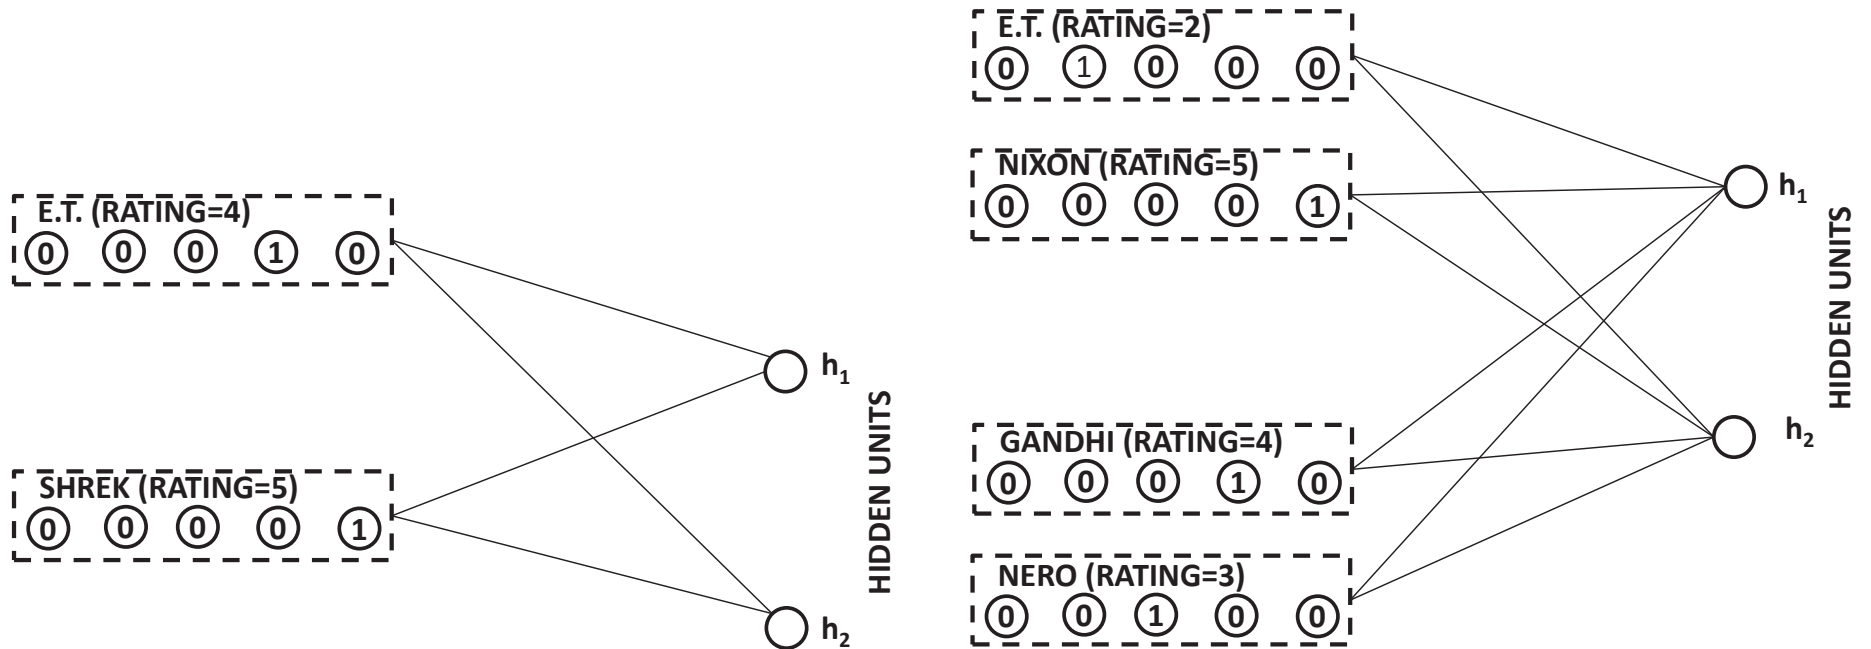 E.T. (RATING=4)
0 0 0 1 0
SHREK (RATING=5)
0 0 0 0 1
h1
h2
HIDDEN UNITS
E.T. (RATING=2)
0 1 0 0 0
NIXON (RATING=5)
0 0 0 0 1
GANDHI (RATING=4)
0 0 0 1 0
NERO (RATING=3)
0 0 1 0 0
h1
h2
HIDDEN UNITS